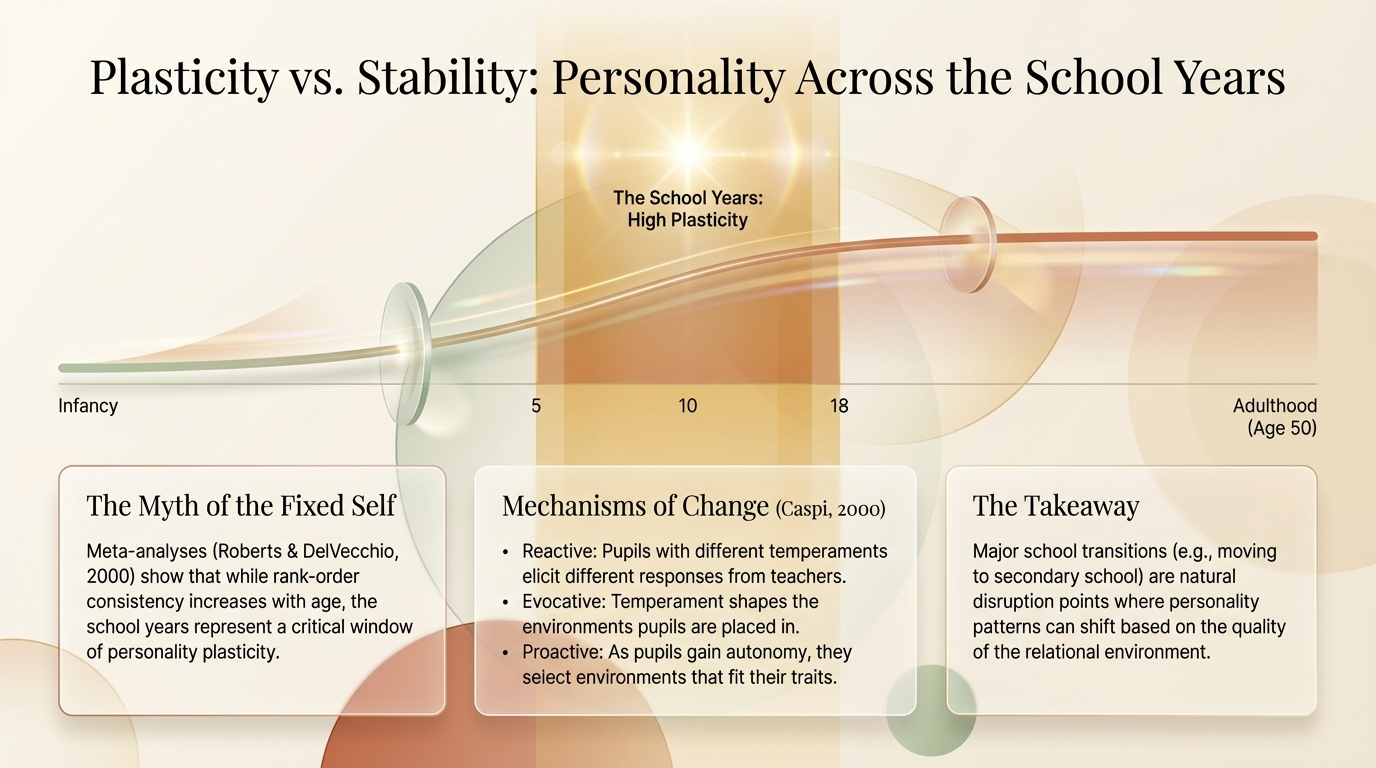 Plasticity vs. Stability: Personality Across the School Years
The School Years:
High Plasticity
Infancy
5
10
18
Adulthood
(Age 50)
The Myth of the Fixed Self
Meta-analyses (Roberts & DelVecchio,
2000) show that while rank-order
consistency increases with age, the
school years represent a critical window
of personality plasticity.
Mechanisms of Change (Caspi, 2000)
• Reactive: Pupils with different temperaments
elicit different responses from teachers.
• Evocative: Temperament shapes the
environments pupils are placed in.
• Proactive: As pupils gain autonomy, they
select environments that fit their traits.
The Takeaway
Major school transitions (e.g., moving
to secondary school) are natural
disruption points where personality
patterns can shift based on the quality
of the relational environment.